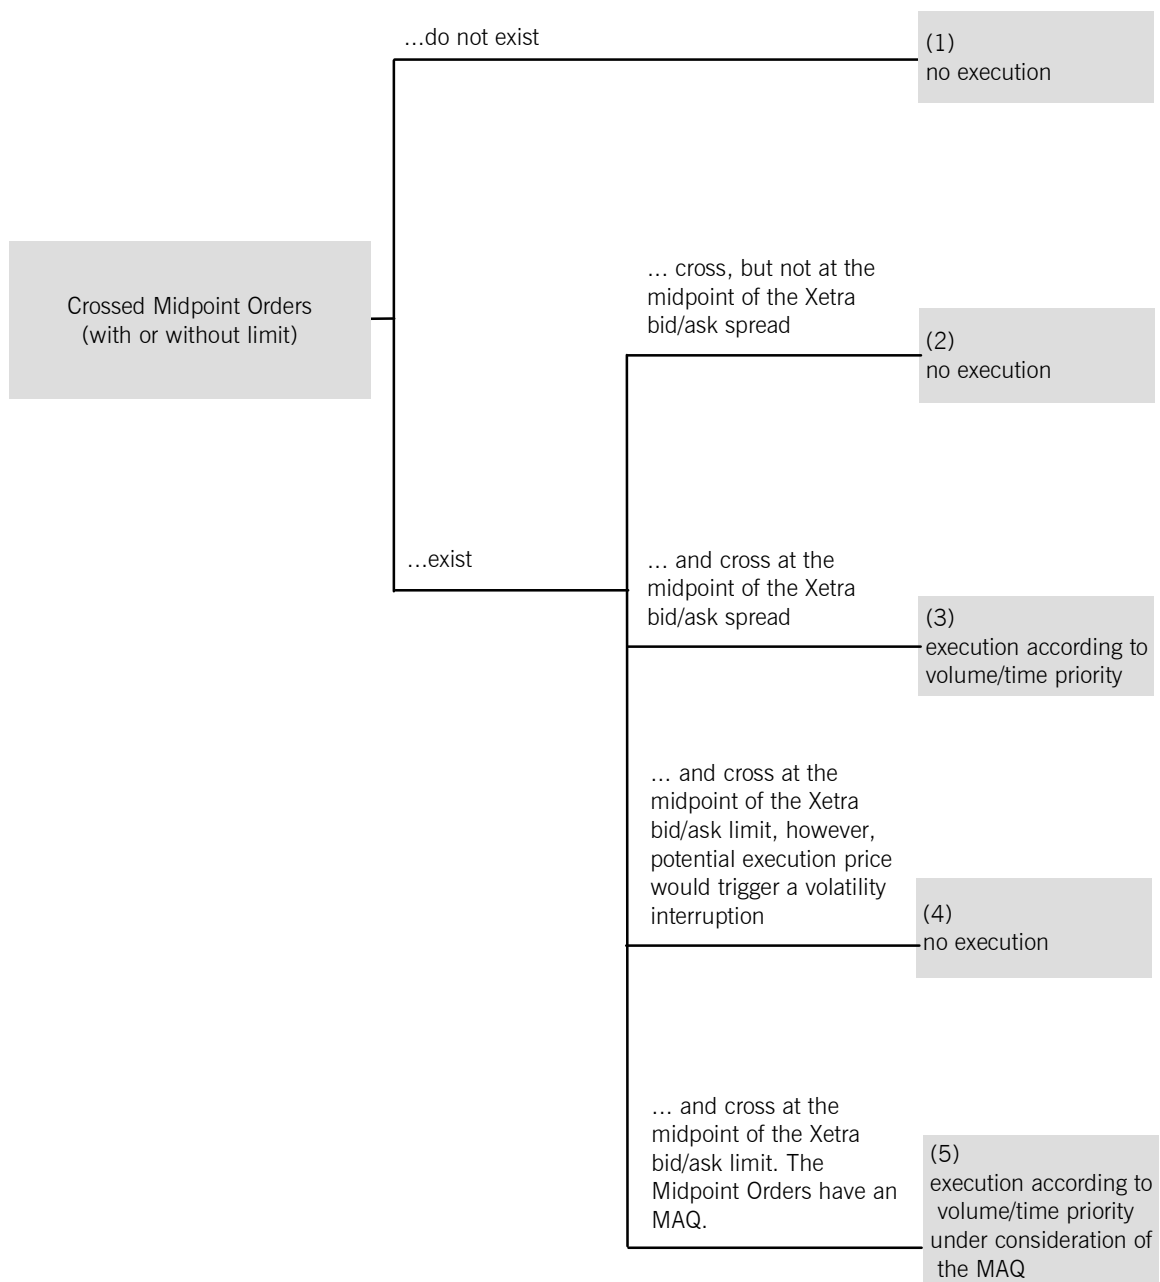 ...do not exist
(1)
no execution
Crossed Midpoint Orders
(with or without limit)
... cross, but not at the
midpoint of the Xetra
bid/ask spread
(2)
no execution
...exist
... and cross at the
midpoint of the Xetra
bid/ask spread
(3)
execution according to
volume/time priority
... and cross at the
midpoint of the Xetra
bid/ask limit, however,
potential execution price
would trigger a volatility
interruption
(4)
no execution
... and cross at the
midpoint of the Xetra
bid/ask limit. The
Midpoint Orders have an
MAQ.
(5)
execution according to
volume/time priority
under consideration of
the MAQ